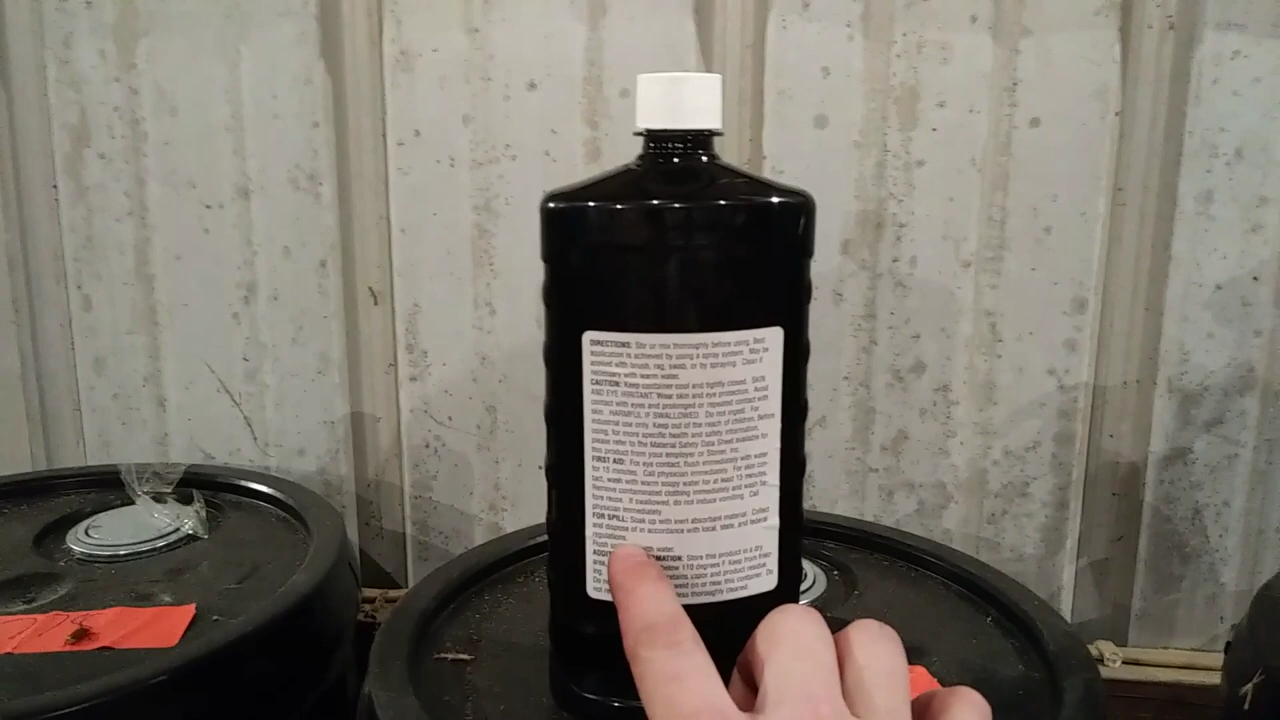 DIRECTIONS: Stir or mix thoroughly before using. Best
application is achieved by using a spray system. May be
applied with brush, rag, swab, or by spraying. Clean if
necessary with warm water.
CAUTION: Keep container cool and tightly closed. SKIN
AND EYE IRRITANT. Wear skin and eye protection. Avoid
contact with eyes and prolonged or repeated contact with
skin. HARMFUL IF SWALLOWED. Do not ingest. For
industrial use only. Keep out of the reach of children. Before
using, for more specific health and safety information,
please refer to the Material Safety Data Sheet available for
this product from your employer or Stoner, Inc.
FIRST AID: For eye contact, flush immediately with water
for 15 minutes. Call physician immediately. For skin con-
tact, wash with warm soapy water for at least 15 minutes.
Remove contaminated clothing immediately and wash be-
fore reuse. If swallowed, do not induce vomiting. Call
physician immediately.
FOR SPILL: Soak up with inert absorbent material. Collect
and dispose of in accordance with local, state, and federal
regulations.
Flush with water.
Store this product in a dry
area, below 110 degrees F. Keep from freez-
ing. vapor and product residue.
Do weld on or near this container. Do
not thoroughly cleaned.